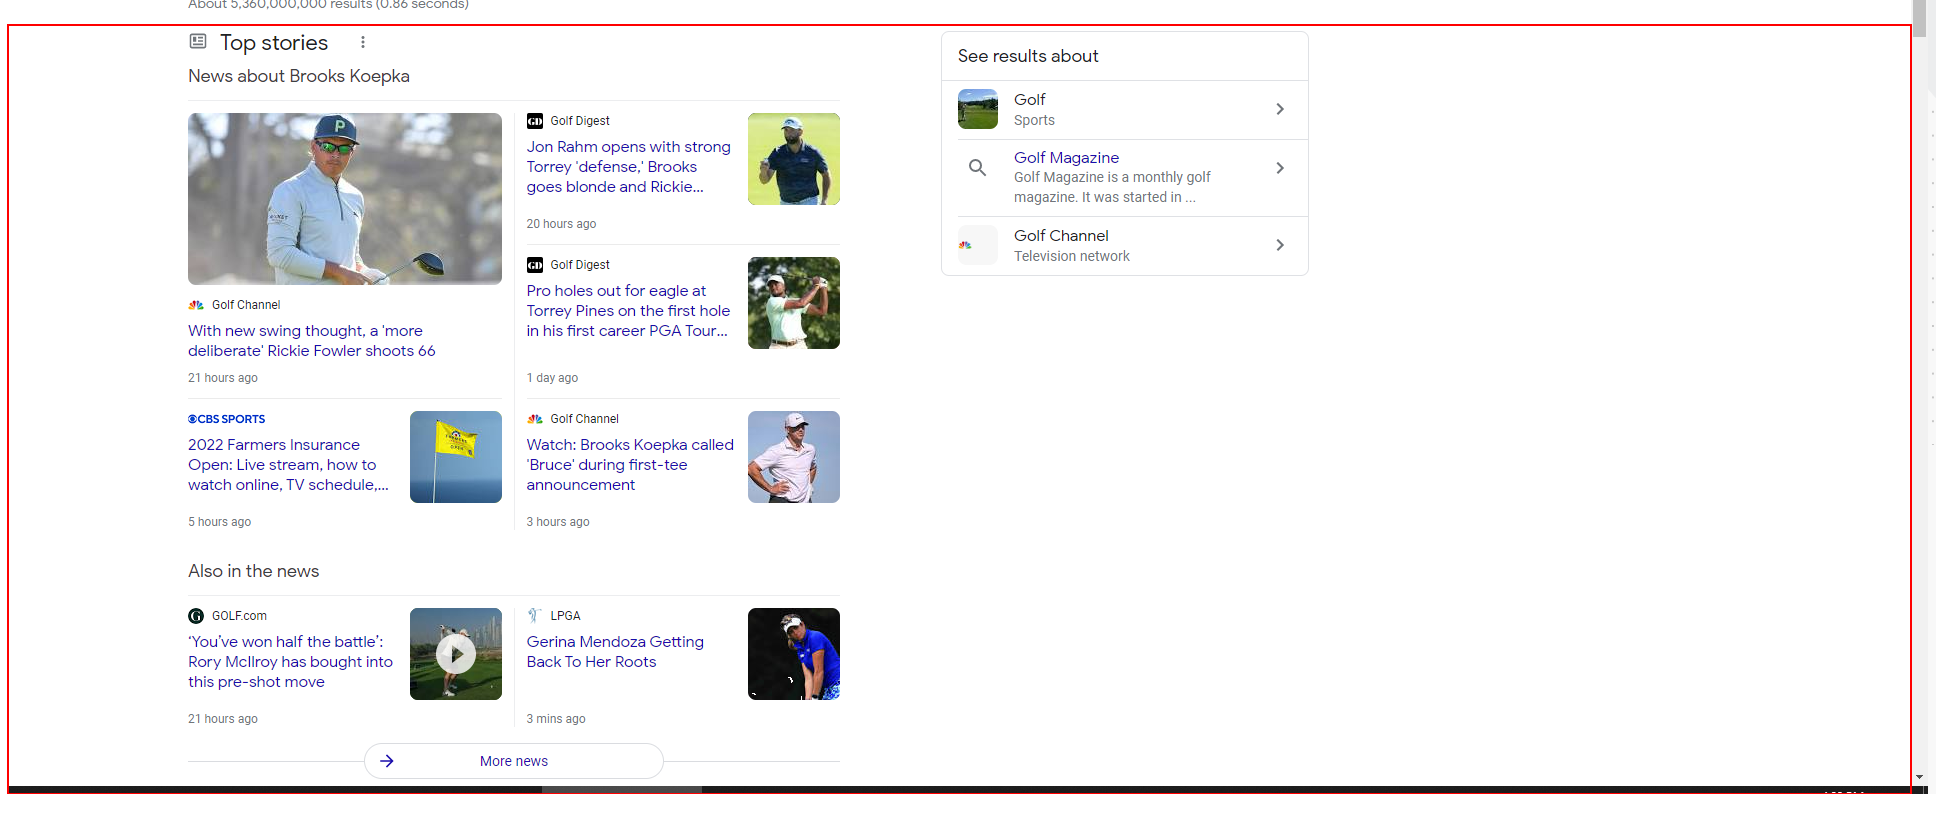 About 5,360,000,000 results (0.86 seconds)
Top stories
News about Brooks Koepka
P
Golf Channel
With new swing thought, a 'more
deliberate' Rickie Fowler shoots 66
21 hours ago
GD Golf Digest
Jon Rahm opens with strong
Torrey 'defense,' Brooks
goes blonde and Rickie...
20 hours ago
GD Golf Digest
Pro holes out for eagle at
Torrey Pines on the first hole
in his first career PGA Tour...
1 day ago
CBS SPORTS
2022 Farmers Insurance
Open: Live stream, how to
watch online, TV schedule,...
5 hours ago
FARMERS
OPEN
Golf Channel
Watch: Brooks Koepka called
'Bruce' during first-tee
announcement
3 hours ago
Also in the news
G GOLF.com
‘You’ve won half the battle’:
Rory McIlroy has bought into
this pre-shot move
21 hours ago
LPGA
Gerina Mendoza Getting
Back To Her Roots
3 mins ago
More news
See results about
Golf
Sports
Golf Magazine
Golf Magazine is a monthly golf
magazine. It was started in ...
Golf Channel
Television network